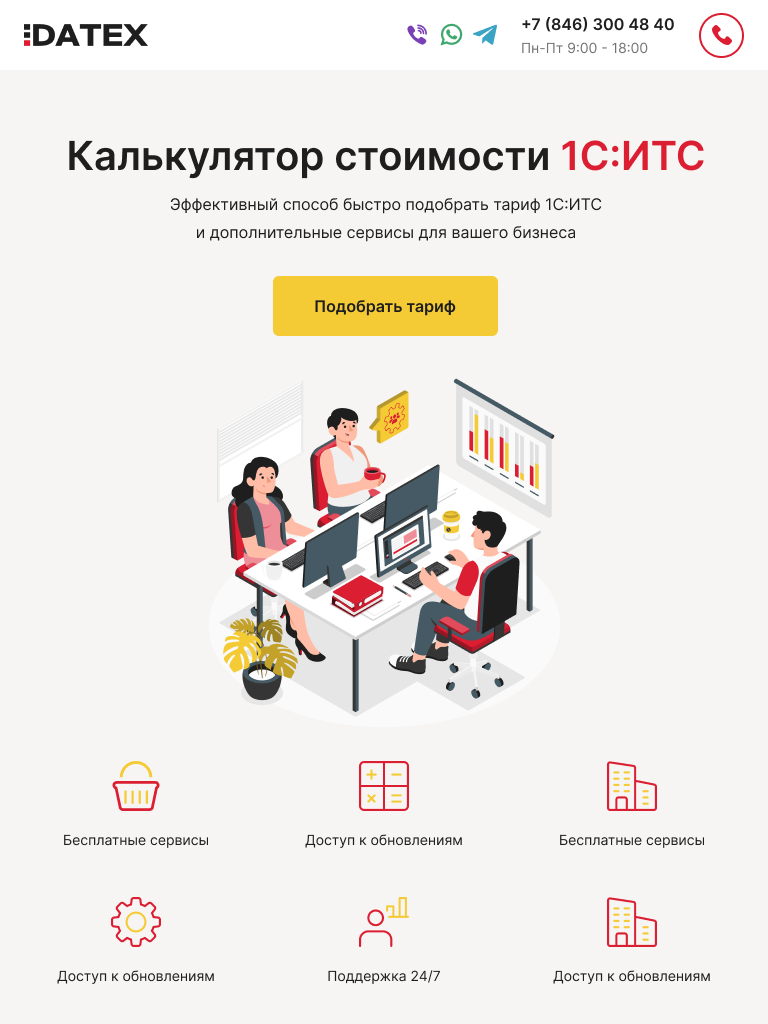 DATEX
+7 (846) 300 48 40
Пн-Пт 9:00 - 18:00
Калькулятор стоимости 1С:ИТС
Эффективный способ быстро подобрать тариф 1С:ИТС
и дополнительные сервисы для вашего бизнеса
Подобрать тариф
Бесплатные сервисы
Доступ к обновлениям
Бесплатные сервисы
Доступ к обновлениям
Поддержка 24/7
Доступ к обновлениям